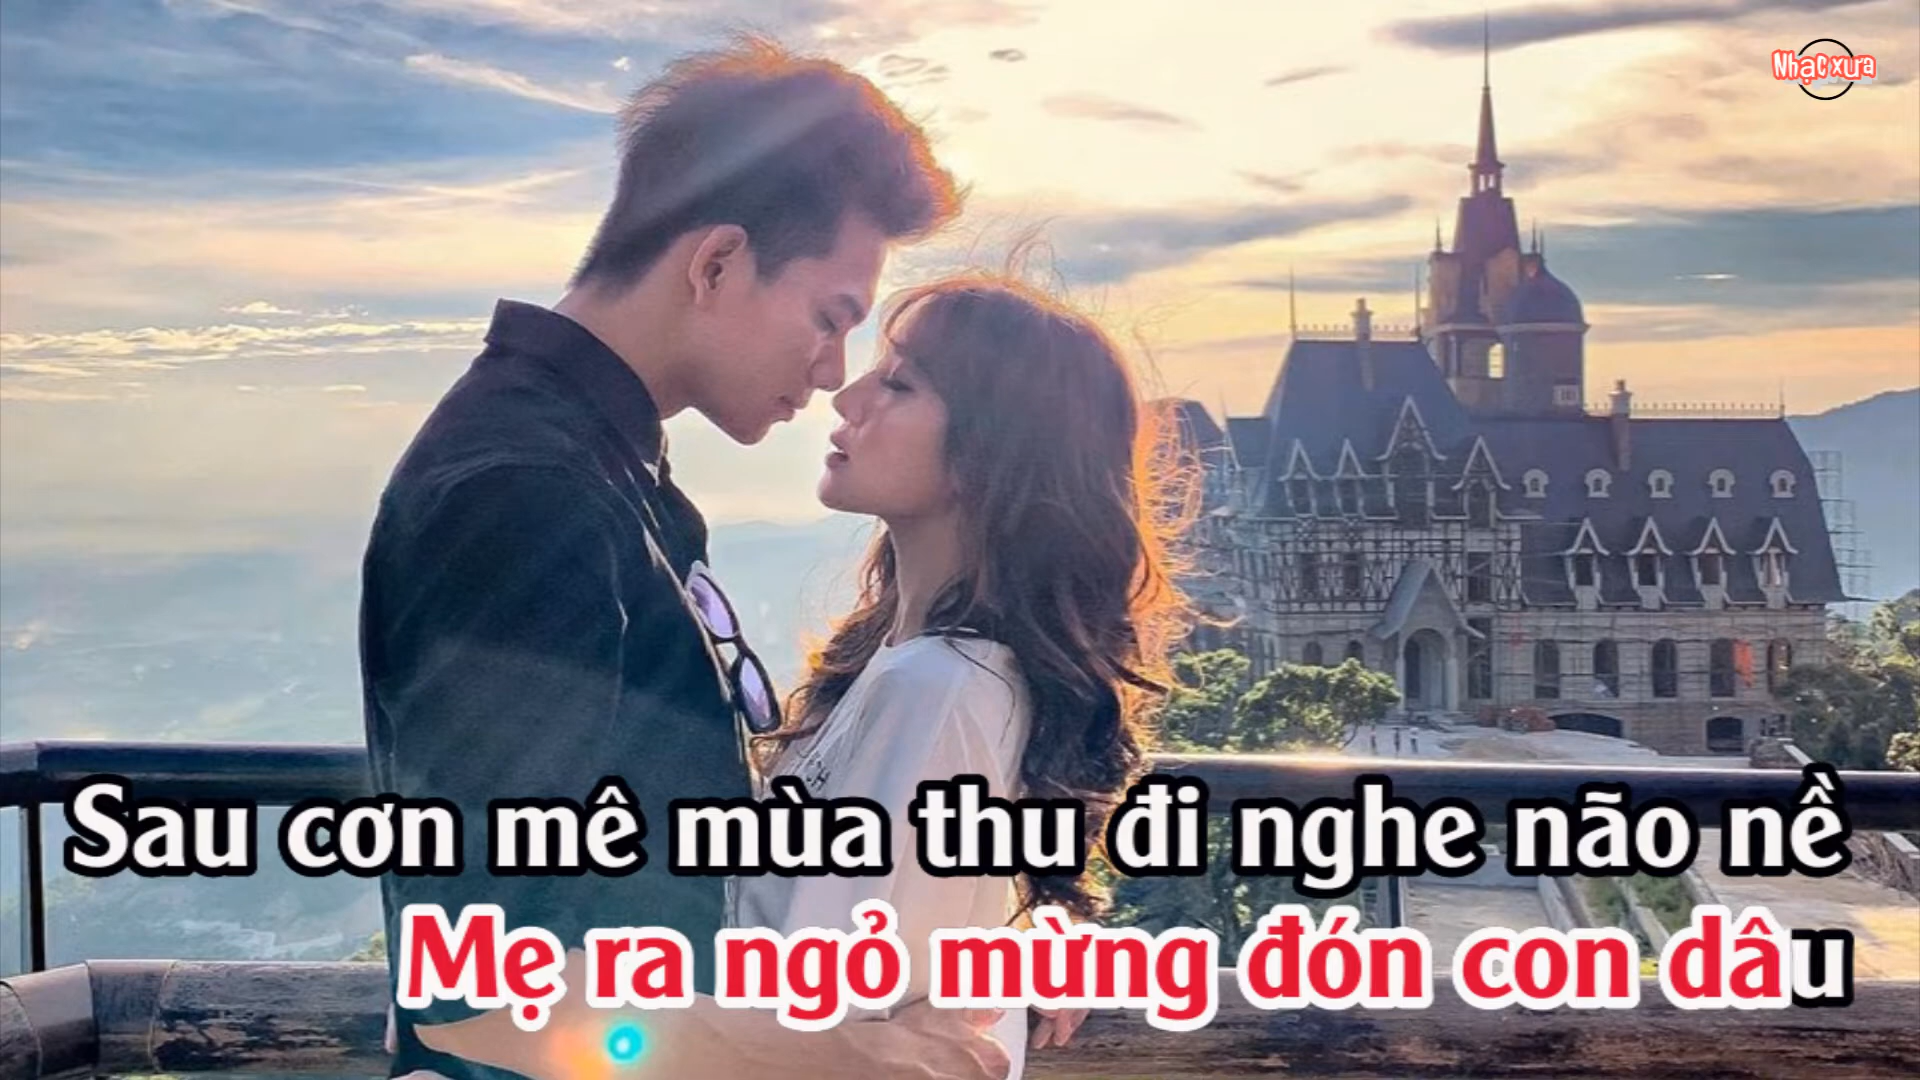 Nhạc xưa
Sau cơn mê mùa thu đi nghe não nề
Mẹ ra ngỏ mừng đón con dâu